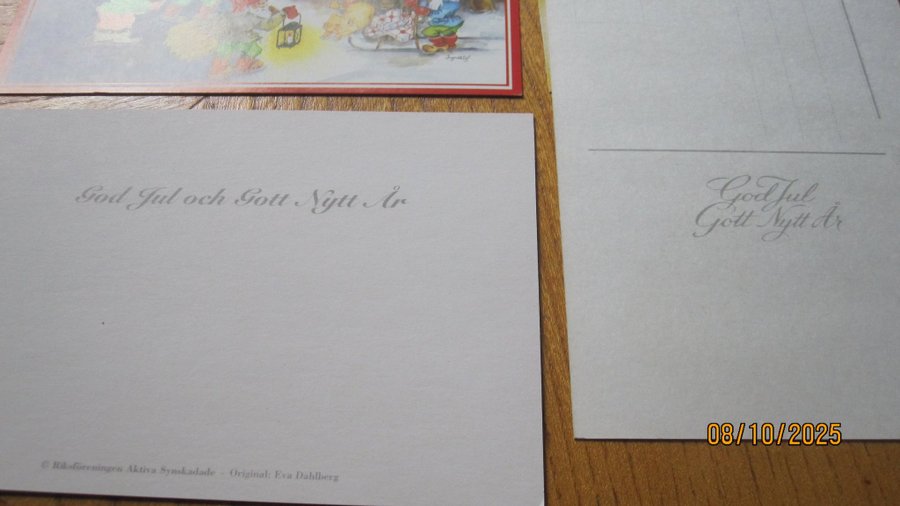 God Jul och Gott Nytt År
© Riksföreningen Aktiva Synskadade - Original: Eva Dahlberg
God Jul
Gott Nytt År
08/10/2025